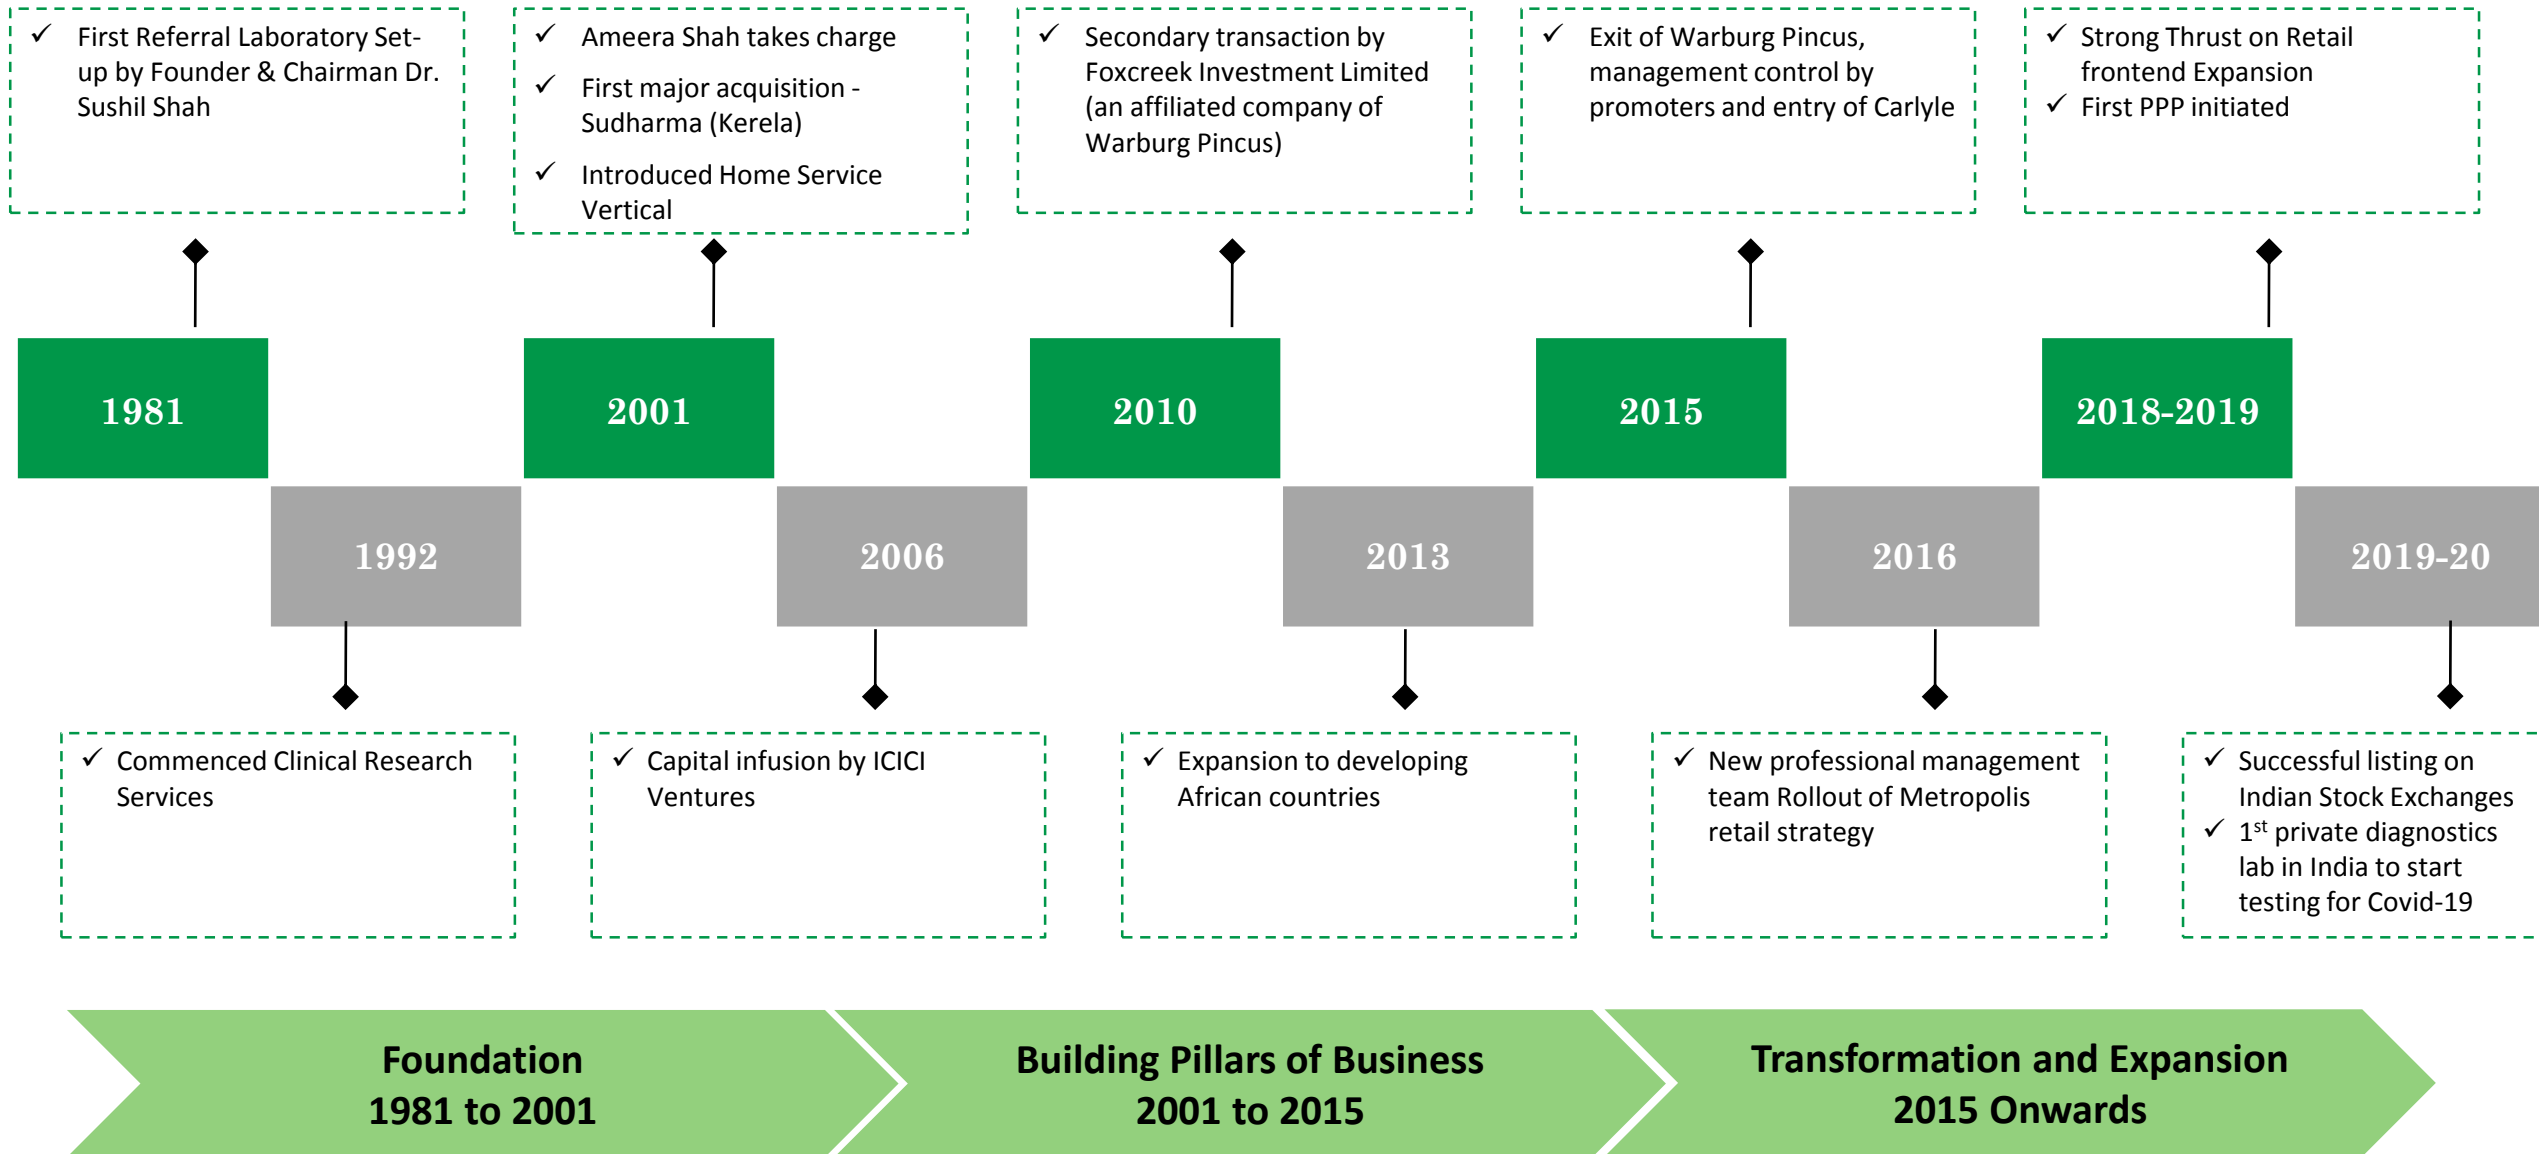 ✓ First Referral Laboratory Set-
up by Founder & Chairman Dr.
Sushil Shah
✓ Ameera Shah takes charge
✓ First major acquisition -
Sudharma (Kerela)
✓ Introduced Home Service
Vertical
✓ Secondary transaction by
Foxcreek Investment Limited
(an affiliated company of
Warburg Pincus)
✓ Exit of Warburg Pincus,
management control by
promoters and entry of Carlyle
✓ Strong Thrust on Retail
frontend Expansion
✓ First PPP initiated
1981
2001
2010
2015
2018-2019
1992
2006
2013
2016
2019-20
✓ Commenced Clinical Research
Services
✓ Capital infusion by ICICI
Ventures
✓ Expansion to developing
African countries
✓ New professional management
team Rollout of Metropolis
retail strategy
✓ Successful listing on
Indian Stock Exchanges
✓ 1st private diagnostics
lab in India to start
testing for Covid-19
Foundation
1981 to 2001
Building Pillars of Business
2001 to 2015
Transformation and Expansion
2015 Onwards